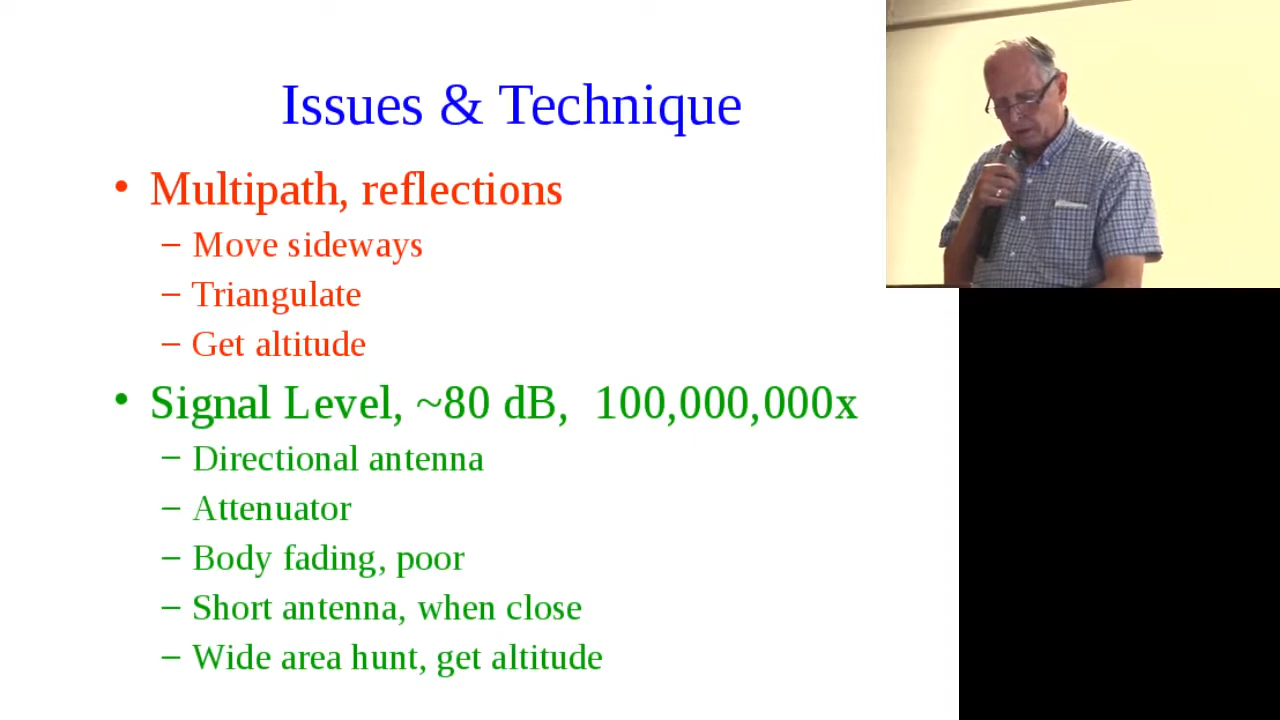 Issues & Technique
• Multipath, reflections
– Move sideways
– Triangulate
– Get altitude
• Signal Level, ~80 dB, 100,000,000x
– Directional antenna
– Attenuator
– Body fading, poor
– Short antenna, when close
– Wide area hunt, get altitude